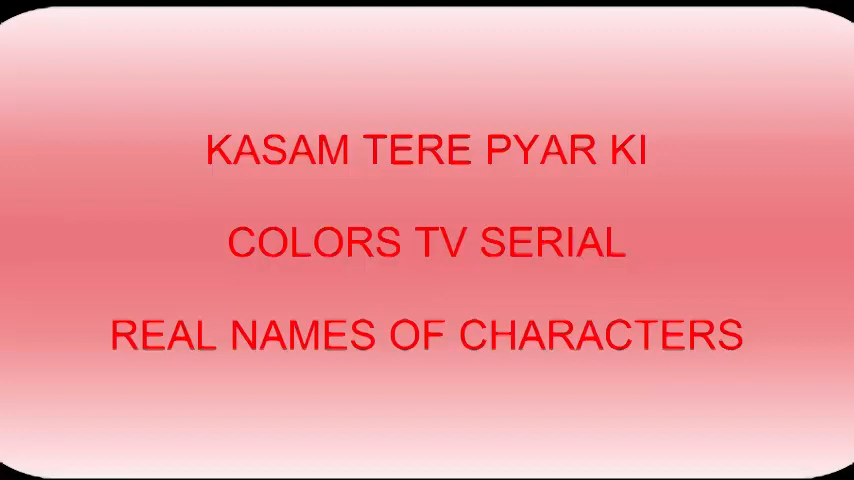 KASAM TERE PYAR KI
COLORS TV SERIAL
REAL NAMES OF CHARACTERS